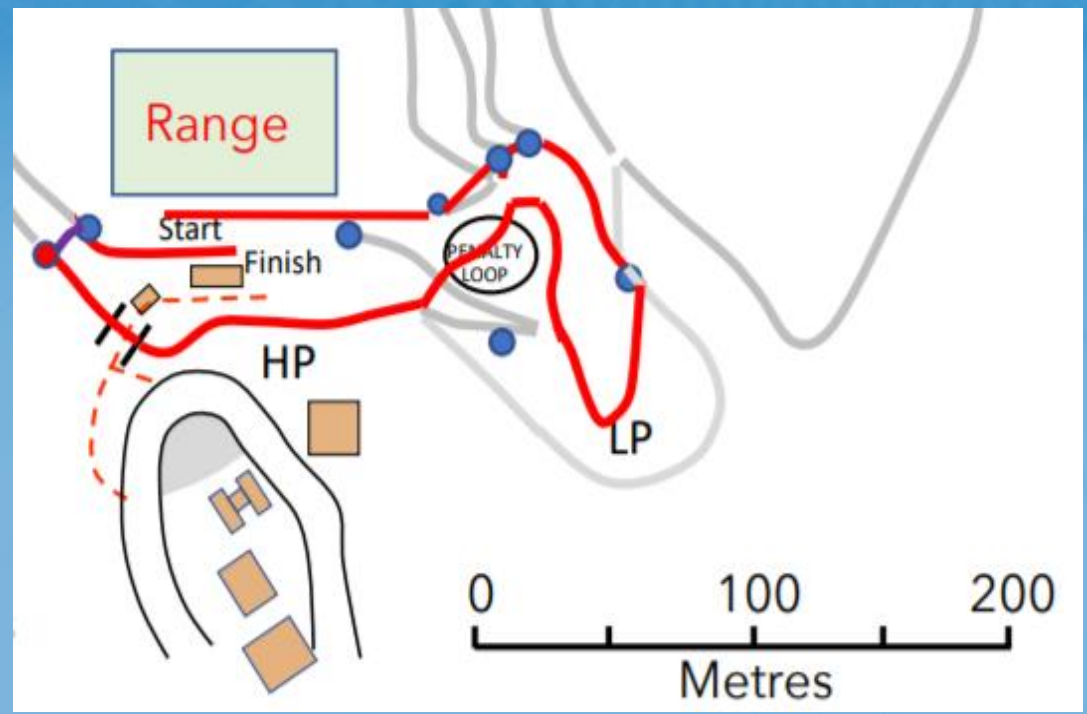 Range
Start
Finish
PENALTY
LOOP
HP
LP
0 100 200
Metres